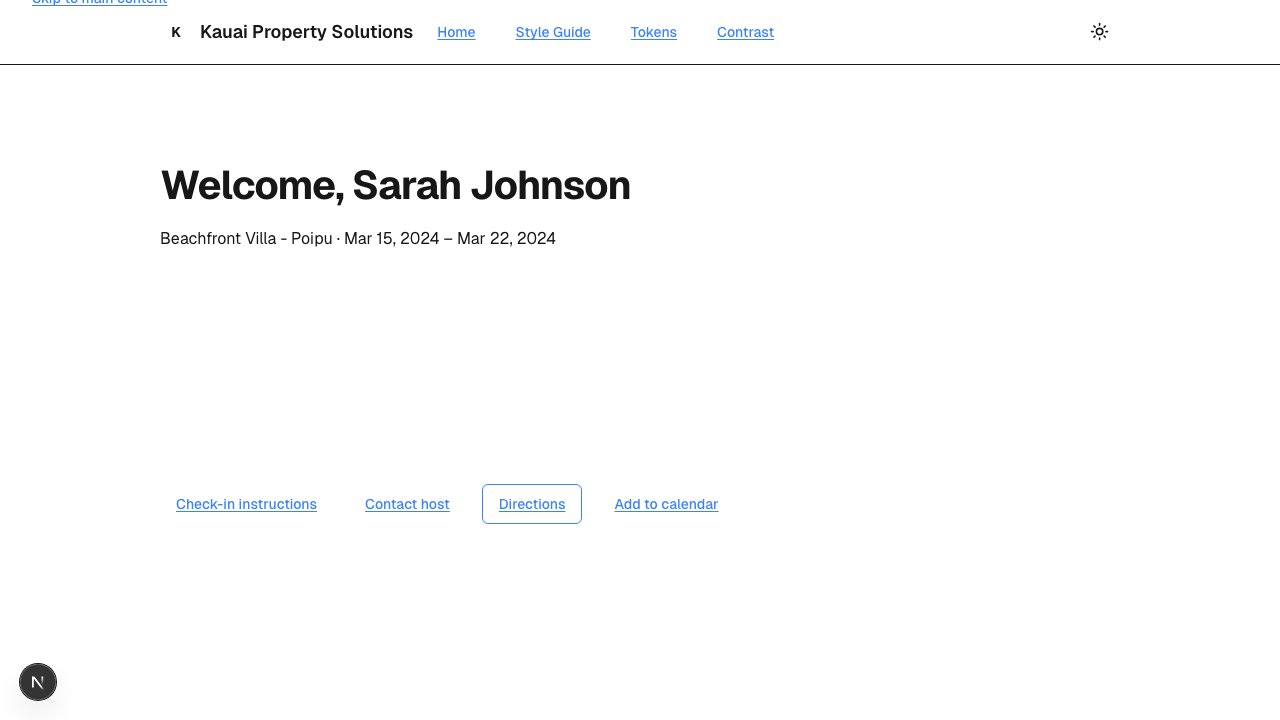 Skip to main content
K Kauai Property Solutions Home Style Guide Tokens Contrast
Welcome, Sarah Johnson
Beachfront Villa - Poipu · Mar 15, 2024 – Mar 22, 2024
Check-in instructions Contact host Directions Add to calendar
N